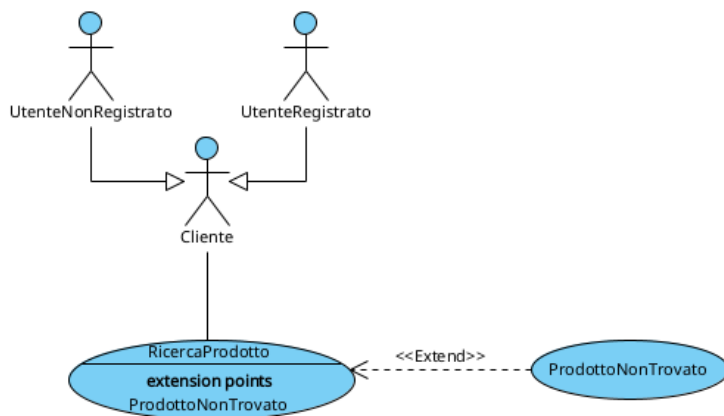 UtenteNonRegistrato
UtenteRegistrato
Cliente
RicercaProdotto
extension points
ProdottoNonTrovato
<<Extend>>
ProdottoNonTrovato